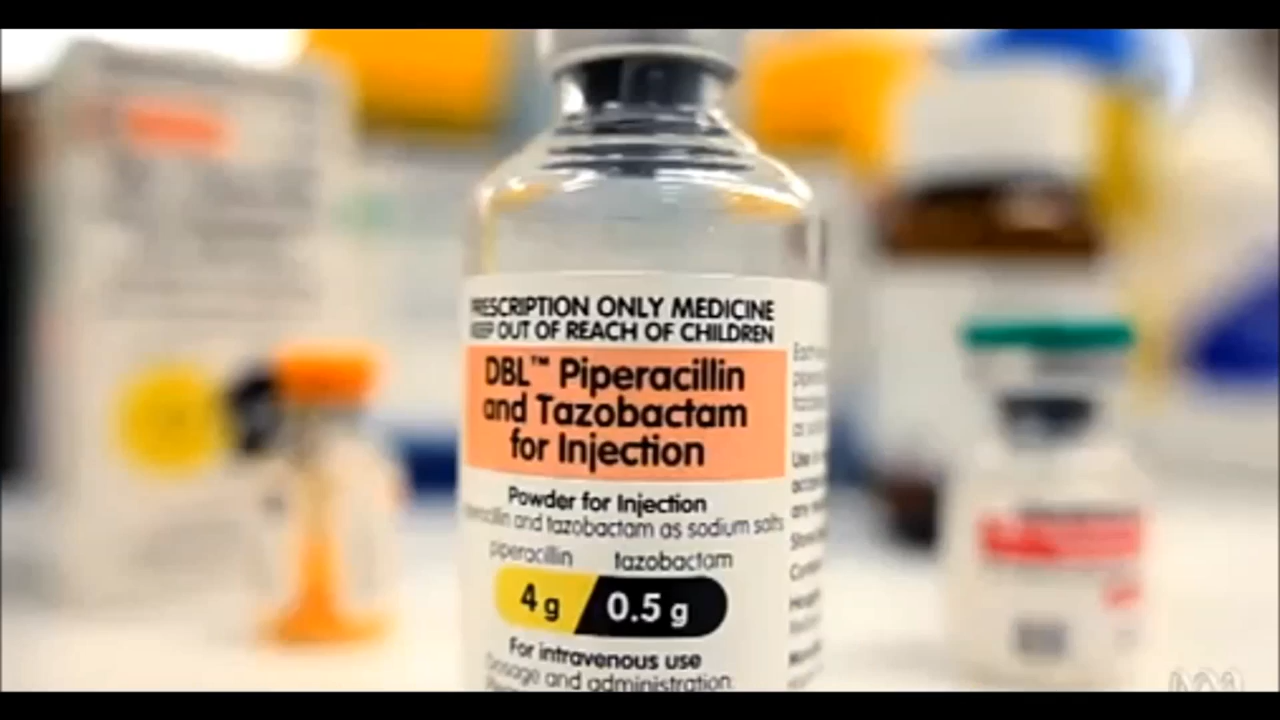 PRESCRIPTION ONLY MEDICINE
KEEP OUT OF REACH OF CHILDREN
DBL™ Piperacillin
and Tazobactam
for Injection
Powder for Injection
and tazobactam as sodium salts
piperacillin tazobactam
4 g 0.5 g
For intravenous use
Dosage and administration: